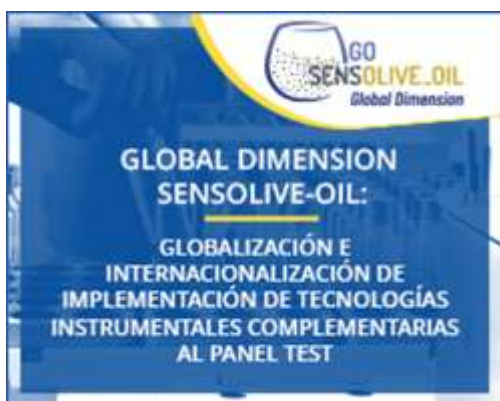 GO
SENSOLIVE_OIL
Global Dimension
GLOBAL DIMENSION
SENSOLIVE-OIL:
GLOBALIZACIÓN E
INTERNACIONALIZACIÓN DE
IMPLEMENTACIÓN DE TECNOLOGÍAS
INSTRUMENTALES COMPLEMENTARIAS
AL PANEL TEST